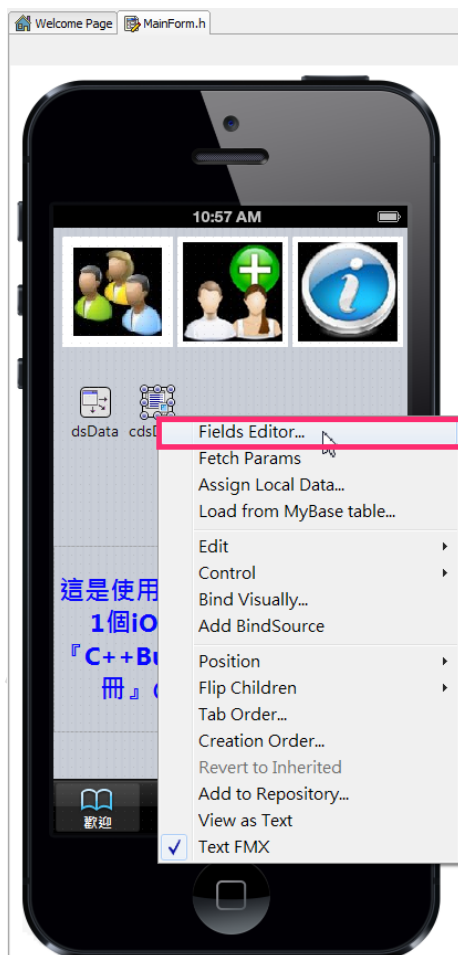 Welcome Page MainForm.h
10:57 AM
dsData cdsD
Fields Editor...
Fetch Params
Assign Local Data...
Load from MyBase table...
Edit
Control
Bind Visually...
Add BindSource
Position
Flip Children
Tab Order...
Creation Order...
Revert to Inherited
Add to Repository...
View as Text
Text FMX
這是使用
1個iO
『C++Bu
冊』
歡迎